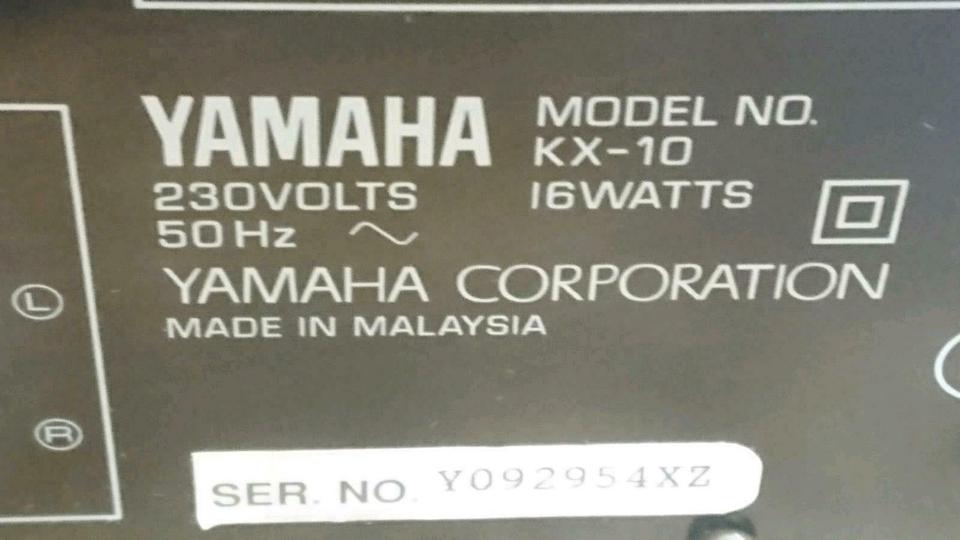 YAMAHA MODEL NO.
KX-10
230VOLTS 16WATTS
50Hz ~
YAMAHA CORPORATION
MADE IN MALAYSIA
L
R
SER. NO. Y092954XZ